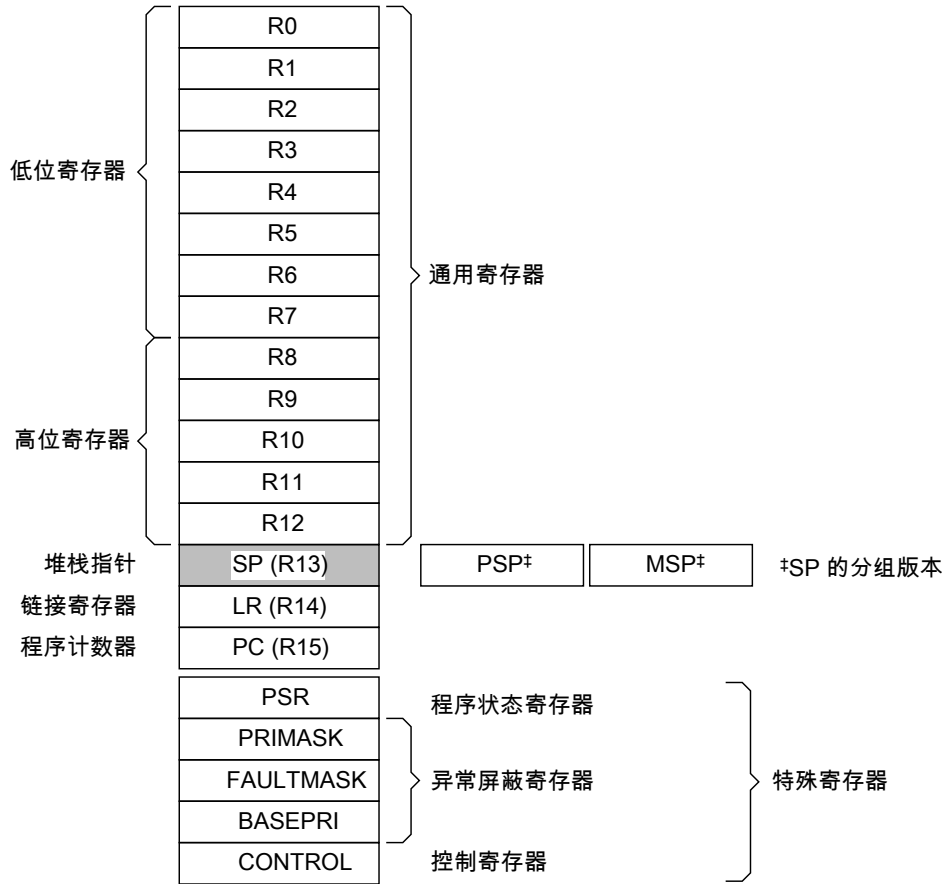 R0
R1
R2
R3
低位寄存器
R4
R5
R6
通用寄存器
R7
R8
R9
高位寄存器
R10
R11
R12
堆栈指针
SP (R13)
PSP‡
MSP‡
‡SP 的分组版本
链接寄存器
LR (R14)
程序计数器
PC (R15)
PSR
程序状态寄存器
PRIMASK
FAULTMASK
异常屏蔽寄存器
特殊寄存器
BASEPRI
CONTROL
控制寄存器